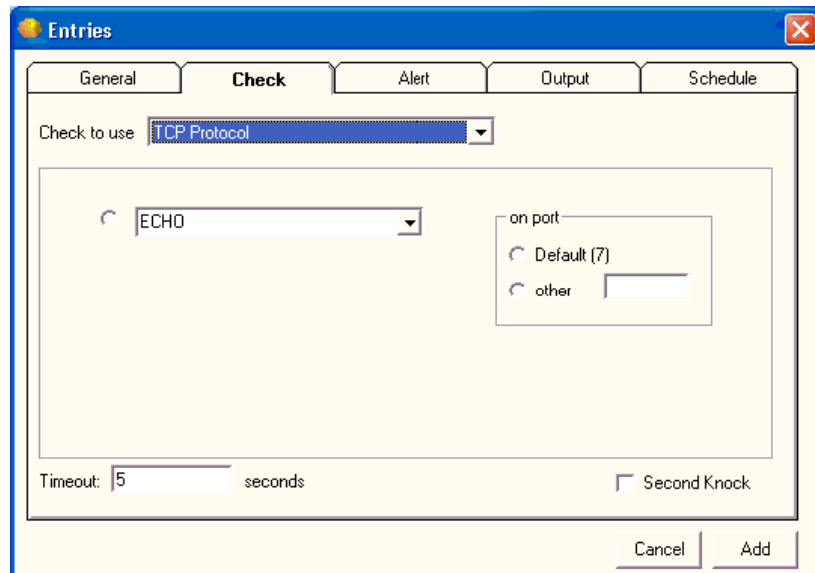 Entries
General Check Alert Output Schedule
Check to use TCP Protocol
ECHO
on port
Default (7)
other
Timeout: 5 seconds
Second Knock
Cancel Add